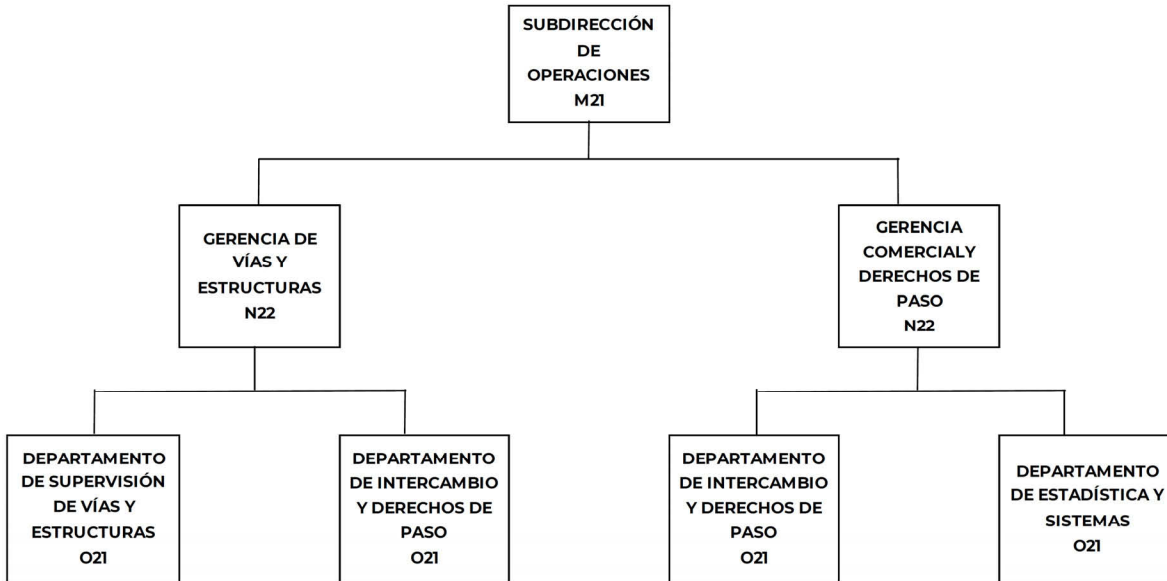 SUBDIRECCIÓN
DE
OPERACIONES
M21
GERENCIA DE
VÍAS Y
ESTRUCTURAS
N22
GERENCIA
COMERCIALY
DERECHOS DE
PASO
N22
DEPARTAMENTO
DE SUPERVISIÓN
DE VÍAS Y
ESTRUCTURAS
O21
DEPARTAMENTO
DE INTERCAMBIO
Y DERECHOS DE
PASO
O21
DEPARTAMENTO
DE INTERCAMBIO
Y DERECHOS DE
PASO
O21
DEPARTAMENTO
DE ESTADÍSTICA Y
SISTEMAS
O21